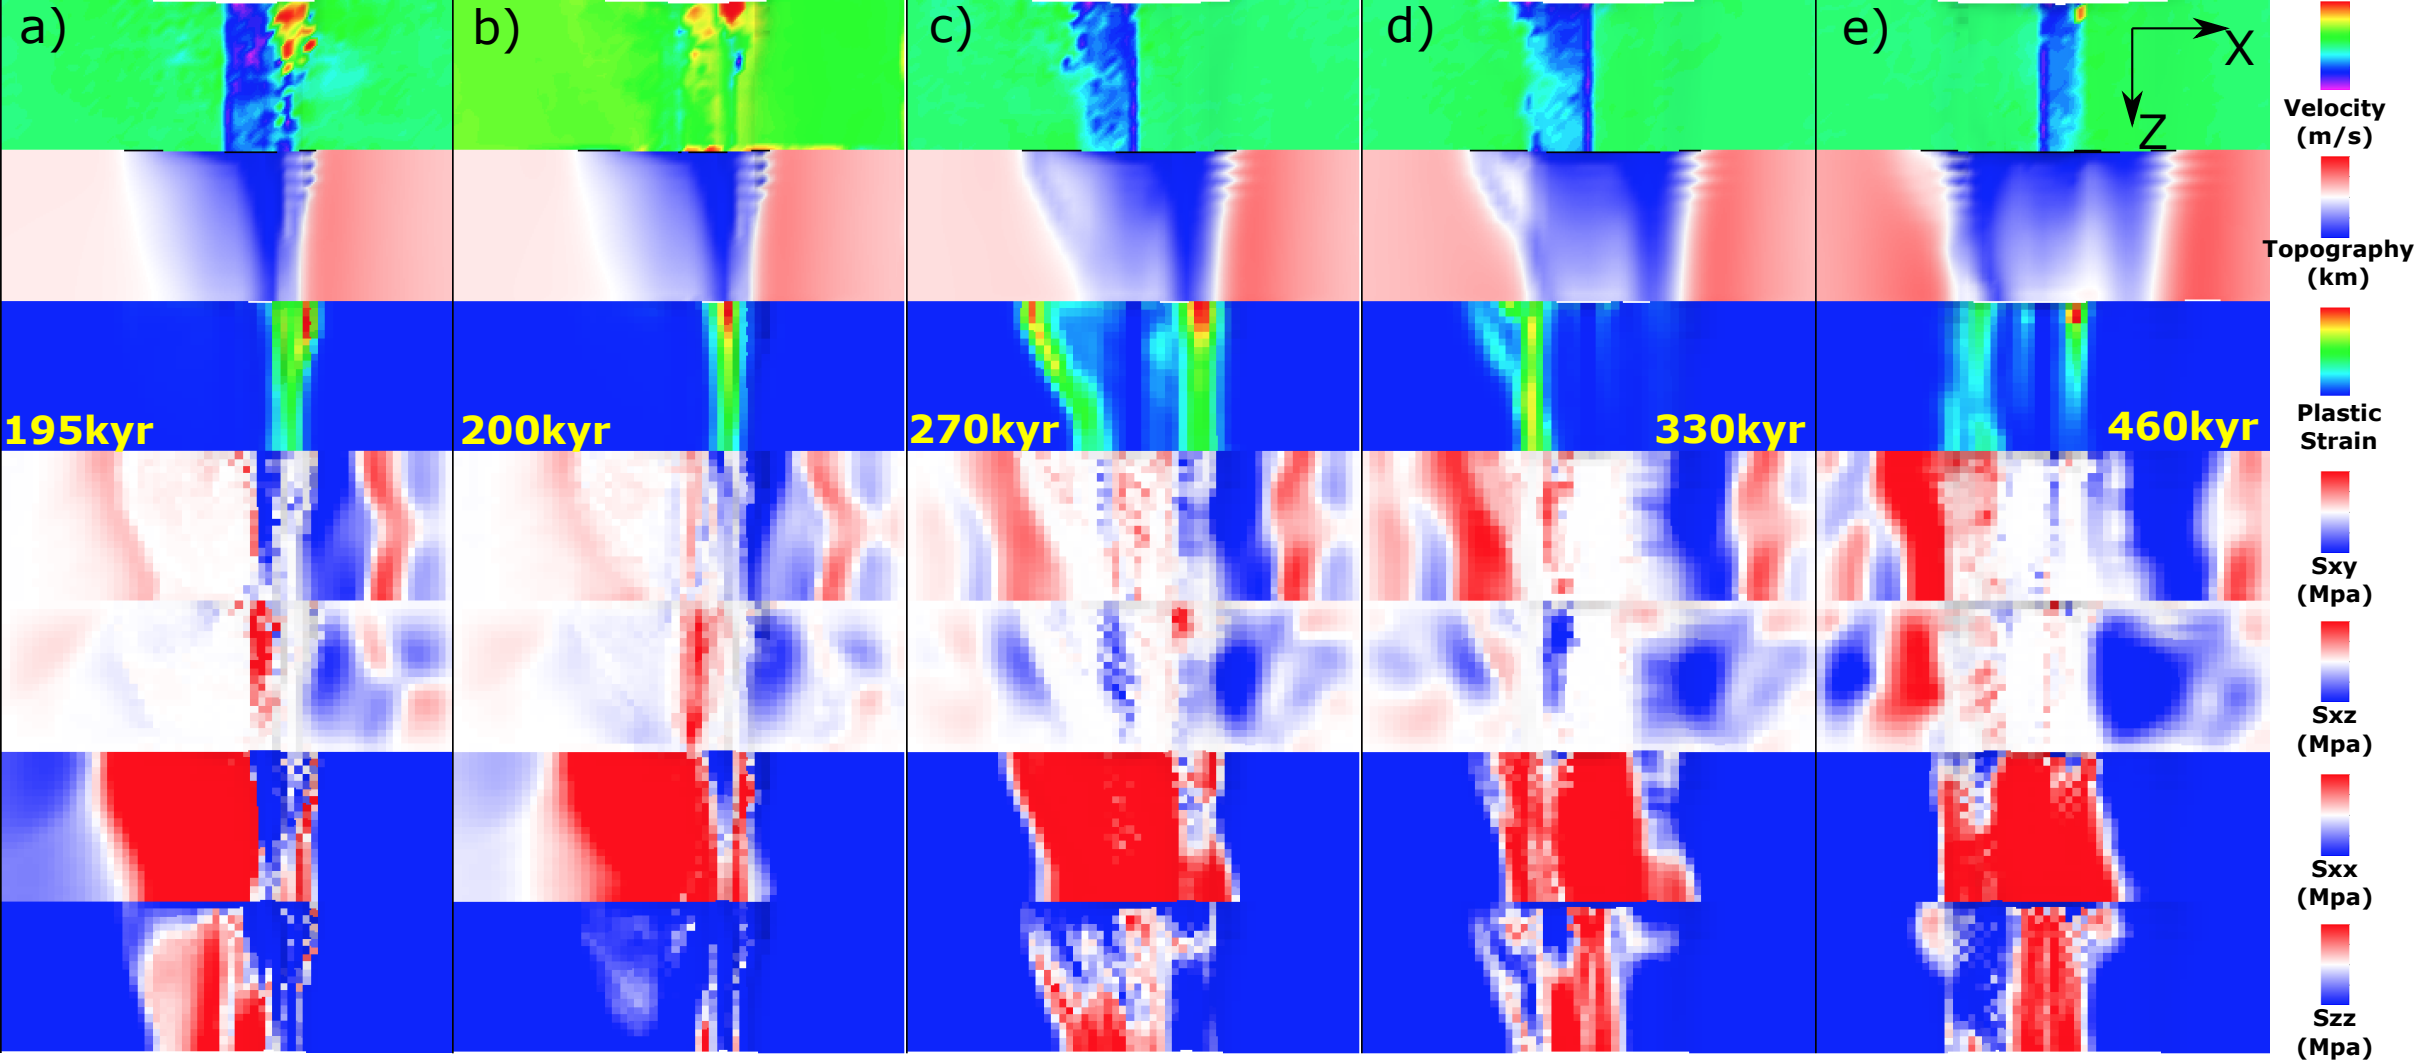 a)
b)
c)
d)
e)
X
Z
Velocity
(m/s)
Topography
(km)
195kyr
200kyr
270kyr
330kyr
460kyr
Plastic
Strain
Sxy
(Mpa)
Sxz
(Mpa)
Sxx
(Mpa)
Szz
(Mpa)